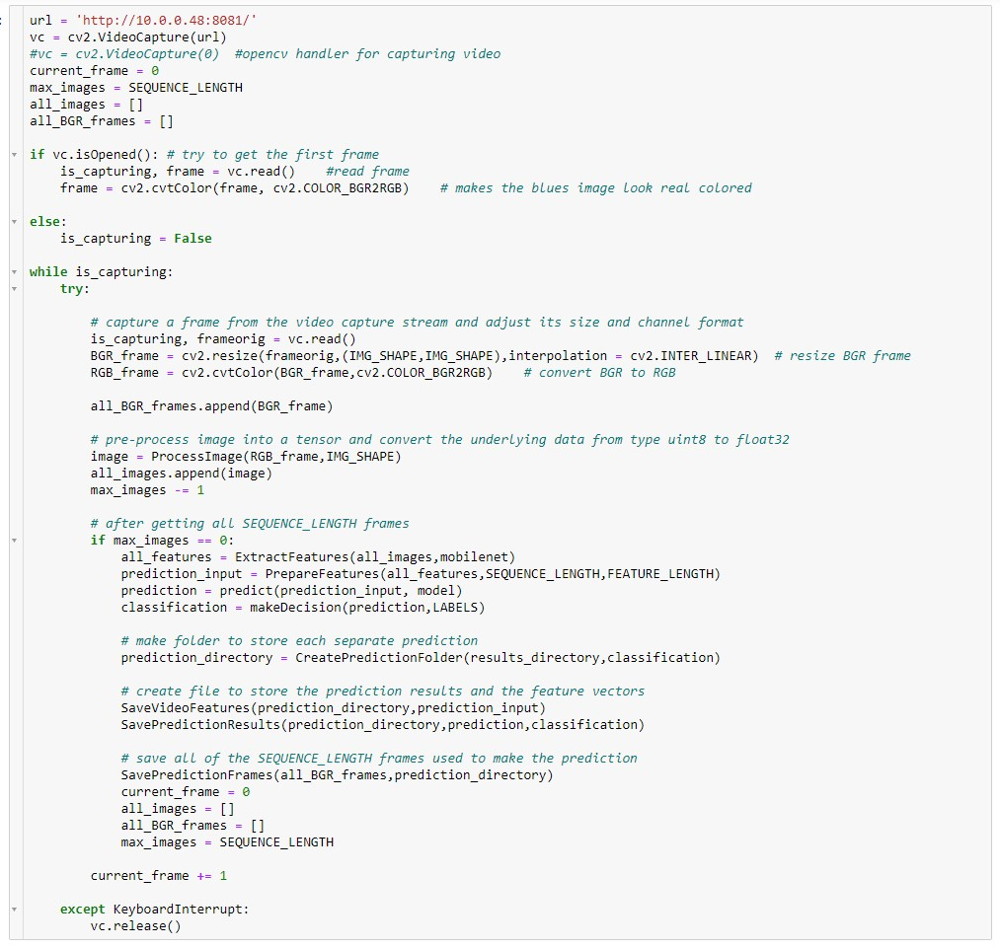 url = 'http://10.0.0.48:8081/'
vc = cv2.VideoCapture(url)
#vc = cv2.VideoCapture(0)  #opencv handler for capturing video
current_frame = 0
max_images = SEQUENCE_LENGTH
all_images = []
all_BGR_frames = []

if vc.isOpened(): # try to get the first frame
    is_capturing, frame = vc.read()    #read frame
    frame = cv2.cvtColor(frame, cv2.COLOR_BGR2RGB)    # makes the blues image look real colored

else:
    is_capturing = False

while is_capturing:
    try:

        # capture a frame from the video capture stream and adjust its size and channel format
        is_capturing, frameorig = vc.read()
        BGR_frame = cv2.resize(frameorig,(IMG_SHAPE,IMG_SHAPE),interpolation = cv2.INTER_LINEAR)  # resize BGR frame
        RGB_frame = cv2.cvtColor(BGR_frame,cv2.COLOR_BGR2RGB)    # convert BGR to RGB

        all_BGR_frames.append(BGR_frame)

        # pre-process image into a tensor and convert the underlying data from type uint8 to float32
        image = ProcessImage(RGB_frame,IMG_SHAPE)
        all_images.append(image)
        max_images -= 1

        # after getting all SEQUENCE_LENGTH frames
        if max_images == 0:
            all_features = ExtractFeatures(all_images,mobilenet)
            prediction_input = PrepareFeatures(all_features,SEQUENCE_LENGTH,FEATURE_LENGTH)
            prediction = predict(prediction_input, model)
            classification = makeDecision(prediction,LABELS)

            # make folder to store each separate prediction
            prediction_directory = CreatePredictionFolder(results_directory,classification)

            # create file to store the prediction results and the feature vectors
            SaveVideoFeatures(prediction_directory,prediction_input)
            SavePredictionResults(prediction_directory,prediction,classification)

            # save all of the SEQUENCE_LENGTH frames used to make the prediction
            SavePredictionFrames(all_BGR_frames,prediction_directory)
            current_frame = 0
            all_images = []
            all_BGR_frames = []
            max_images = SEQUENCE_LENGTH

        current_frame += 1

    except KeyboardInterrupt:
        vc.release()